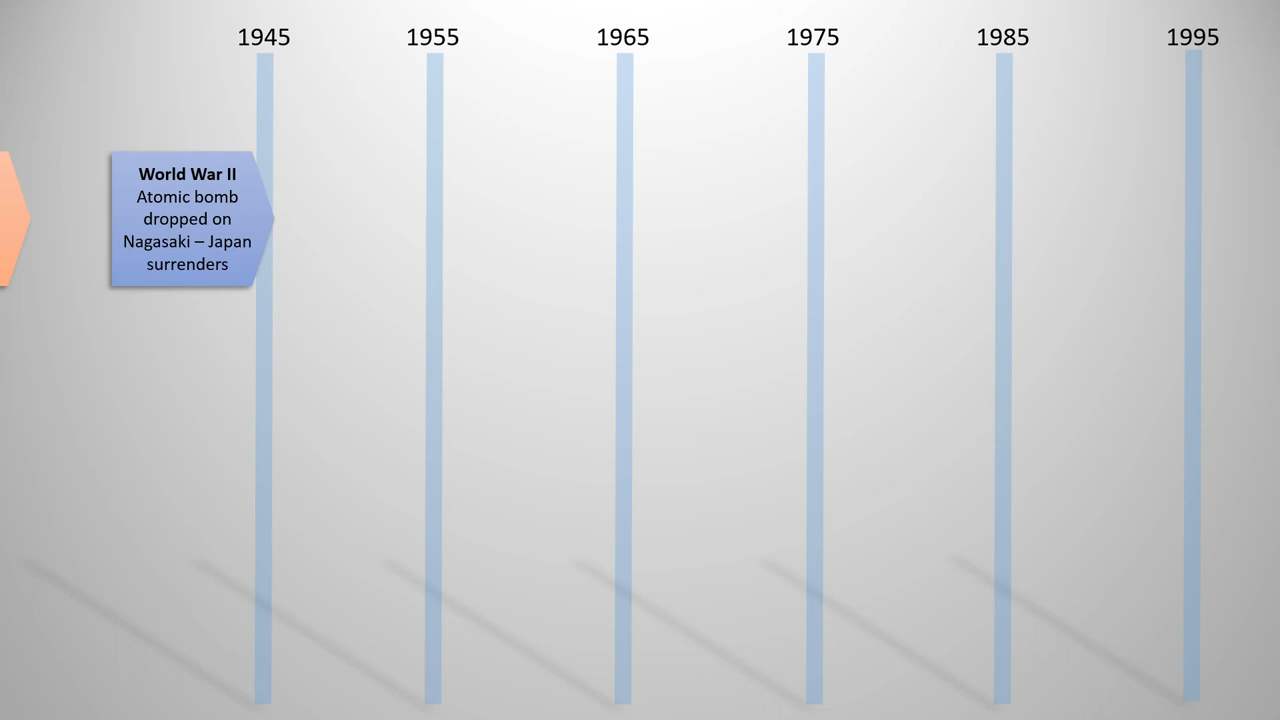 1945 1955 1965 1975 1985 1995
World War II
Atomic bomb
dropped on
Nagasaki – Japan
surrenders